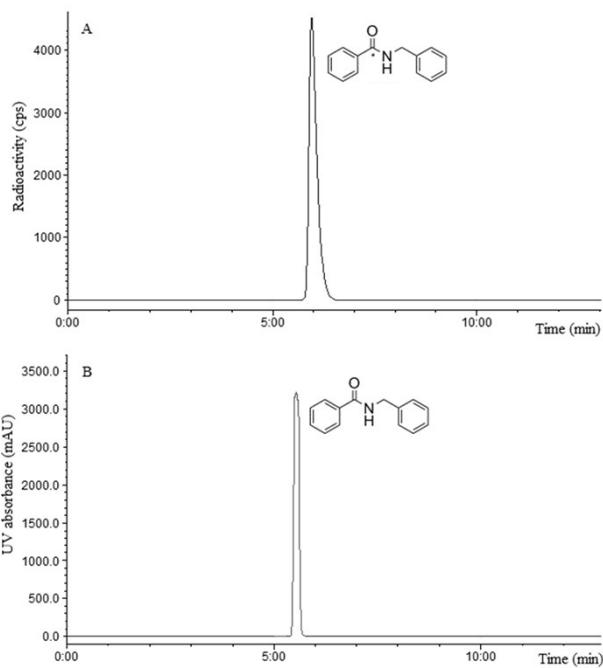 A
4000
3000
2000
1000
0
Radioactivity (cps)
O
*
N
H
0:00
5:00
10:00
Time (min)
B
3500.0
3000.0
2500.0
2000.0
1500.0
1000.0
500.0
0.0
UV absorbance (mAU)
O
N
H
0:00
5:00
10:00
Time (min)